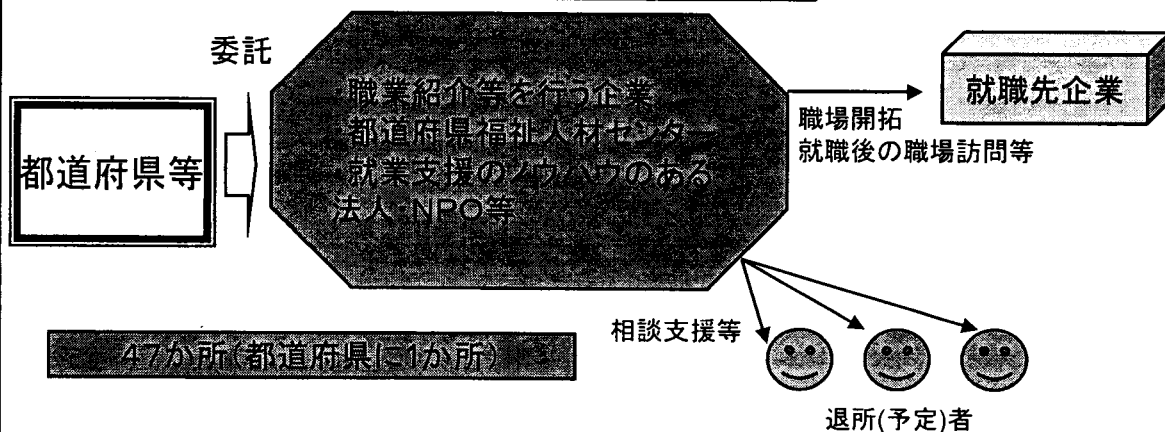 委託
都道府県等
職業紹介等を行う企業
都道府県福祉人材センター
就業支援のノウハウのある
法人・NPO等
就職先企業
職場開拓
就職後の職場訪問等
47か所(都道府県に1か所)
相談支援等
退所(予定)者